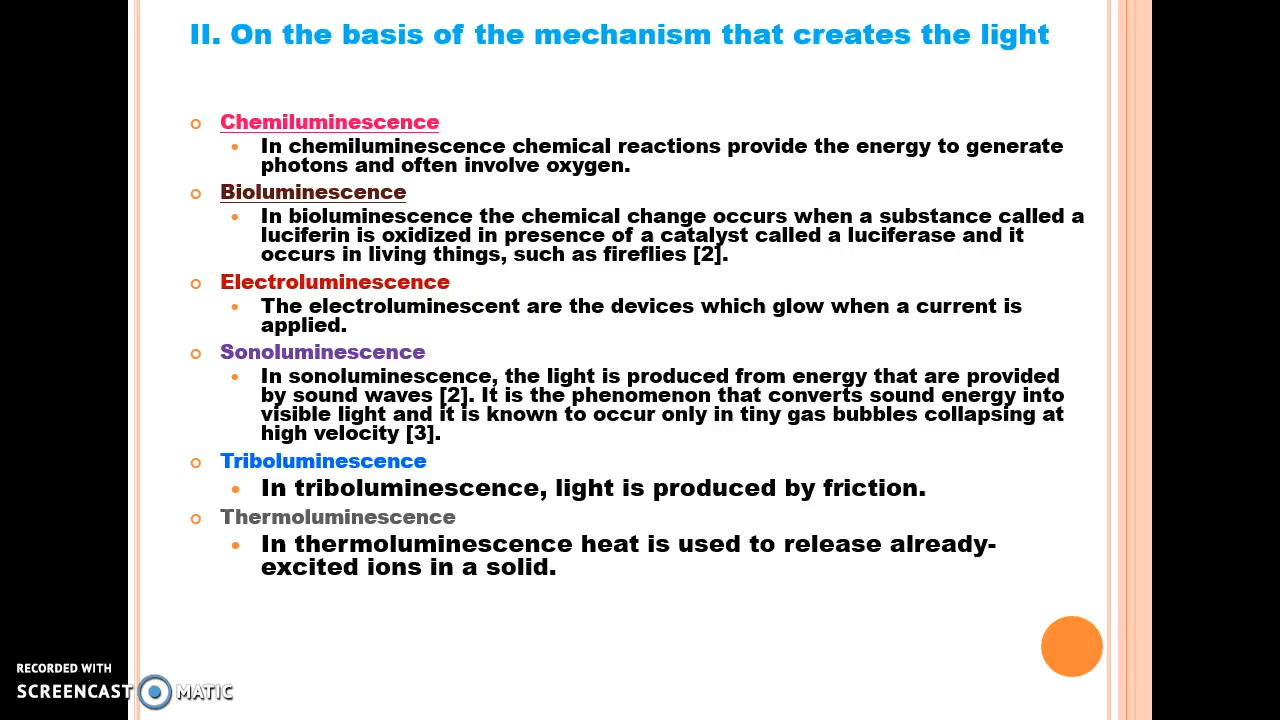 II. On the basis of the mechanism that creates the light
Chemiluminescence
In chemiluminescence chemical reactions provide the energy to generate
photons and often involve oxygen.
Bioluminescence
In bioluminescence the chemical change occurs when a substance called a
luciferin is oxidized in presence of a catalyst called a luciferase and it
occurs in living things, such as fireflies [2].
Electroluminescence
The electroluminescent are the devices which glow when a current is
applied.
Sonoluminescence
In sonoluminescence, the light is produced from energy that are provided
by sound waves [2]. It is the phenomenon that converts sound energy into
visible light and it is known to occur only in tiny gas bubbles collapsing at
high velocity [3].
Triboluminescence
In triboluminescence, light is produced by friction.
Thermoluminescence
In thermoluminescence heat is used to release already-
excited ions in a solid.
RECORDED WITH
SCREENCAST MATIC